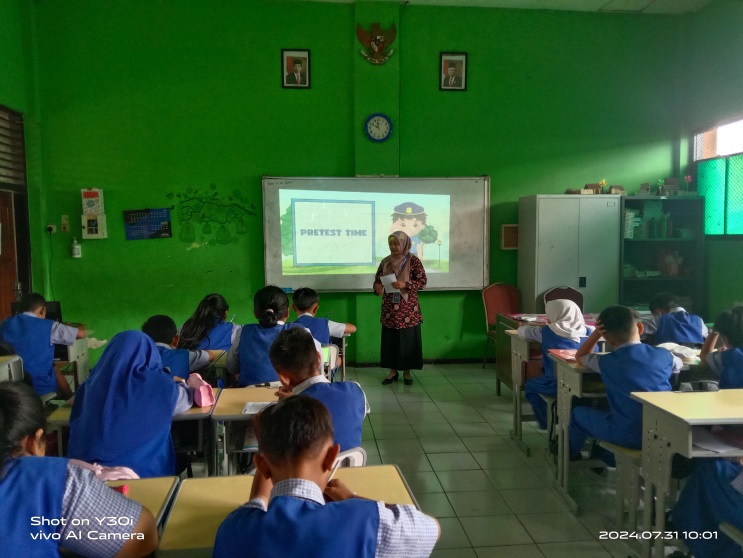 PRETEST TIME
Shot on Y30i
vivo AI Camera
2024.07.31 10:01